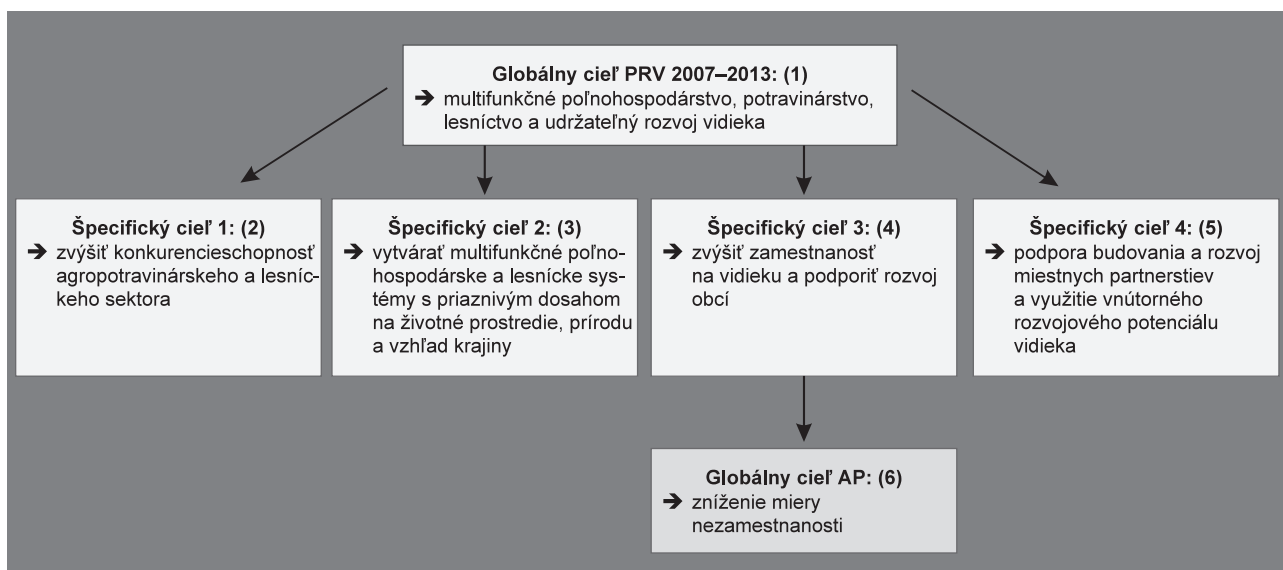 Globálny cieľ PRV 2007–2013: (1)
➔ multifunkčné poľnohospodárstvo, potravinárstvo,
lesníctvo a udržateľný rozvoj vidieka
Špecifický cieľ 1: (2)
➔ zvýšiť konkurencieschopnosť
agropotravinárskeho a lesníc-
keho sektora
Špecifický cieľ 2: (3)
➔ vytvárať multifunkčné poľno-
hospodárske a lesnícke sys-
témy s priaznivým dosahom
na životné prostredie, prírodu
a vzhľad krajiny
Špecifický cieľ 3: (4)
➔ zvýšiť zamestnanosť
na vidieku a podporiť rozvoj
obcí
Špecifický cieľ 4: (5)
➔ podpora budovania a rozvoj
miestnych partnerstiev
a využitie vnútorného
rozvojového potenciálu
vidieka
Globálny cieľ AP: (6)
➔ zníženie miery
nezamestnanosti